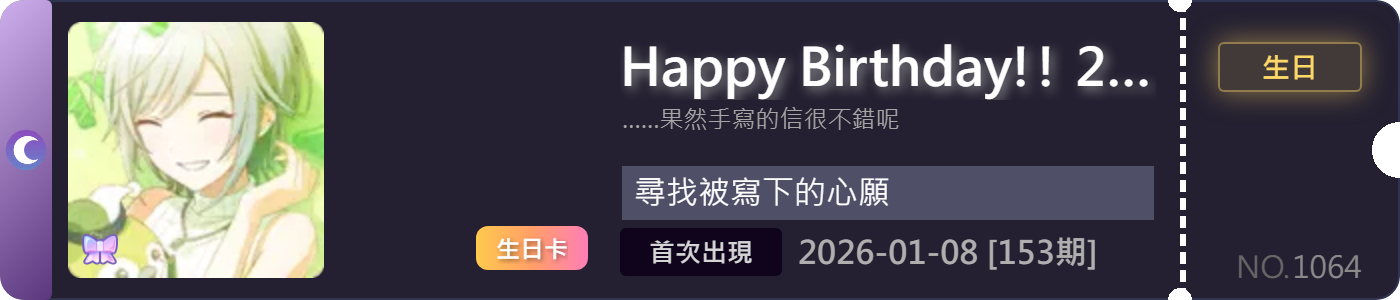 Happy Birthday!! 2...
......果然手寫的信很不錯呢
尋找被寫下的心願
生日卡
首次出現
2026-01-08 [153期]
生日
NO.1064